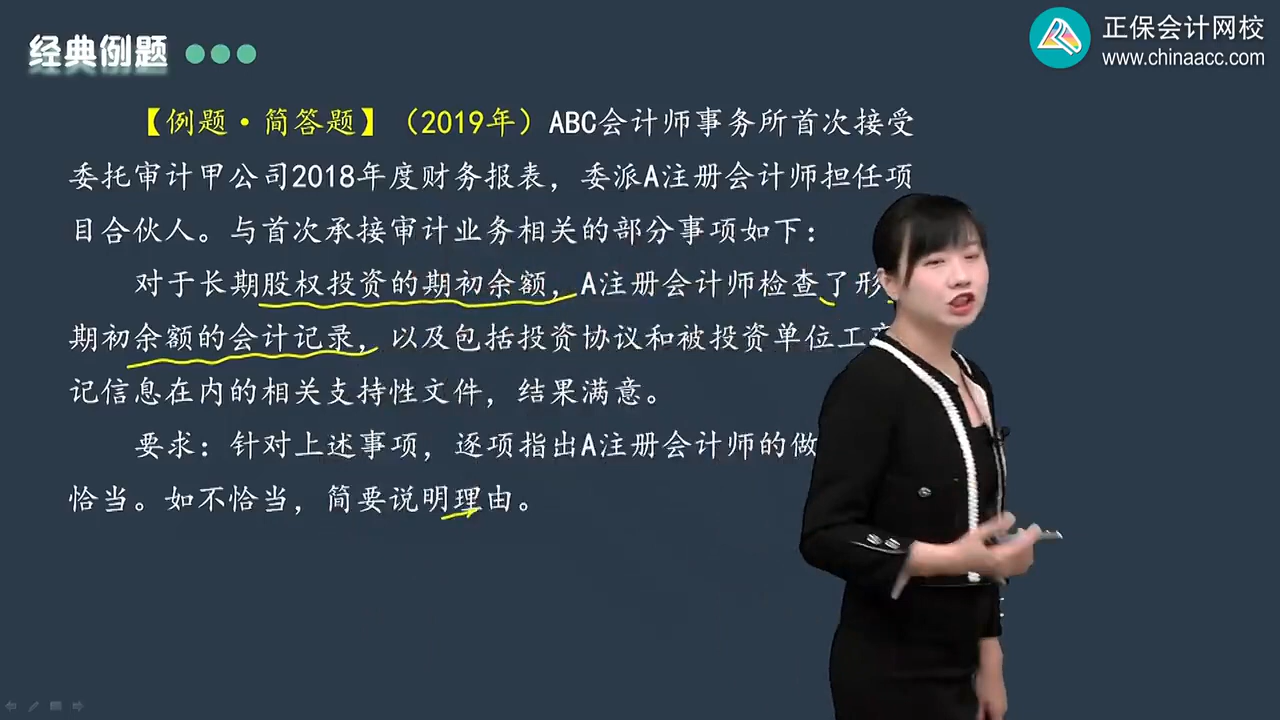 经典例题
正保会计网校
www.chinaacc.com
【例题·简答题】（2019年）ABC会计师事务所首次接受
委托审计甲公司2018年度财务报表，委派A注册会计师担任项
目合伙人。与首次承接审计业务相关的部分事项如下：
对于长期股权投资的期初余额，A注册会计师检查了形
期初余额的会计记录，以及包括投资协议和被投资单位工商
记信息在内的相关支持性文件，结果满意。
要求：针对上述事项，逐项指出A注册会计师的做
恰当。如不恰当，简要说明理由。